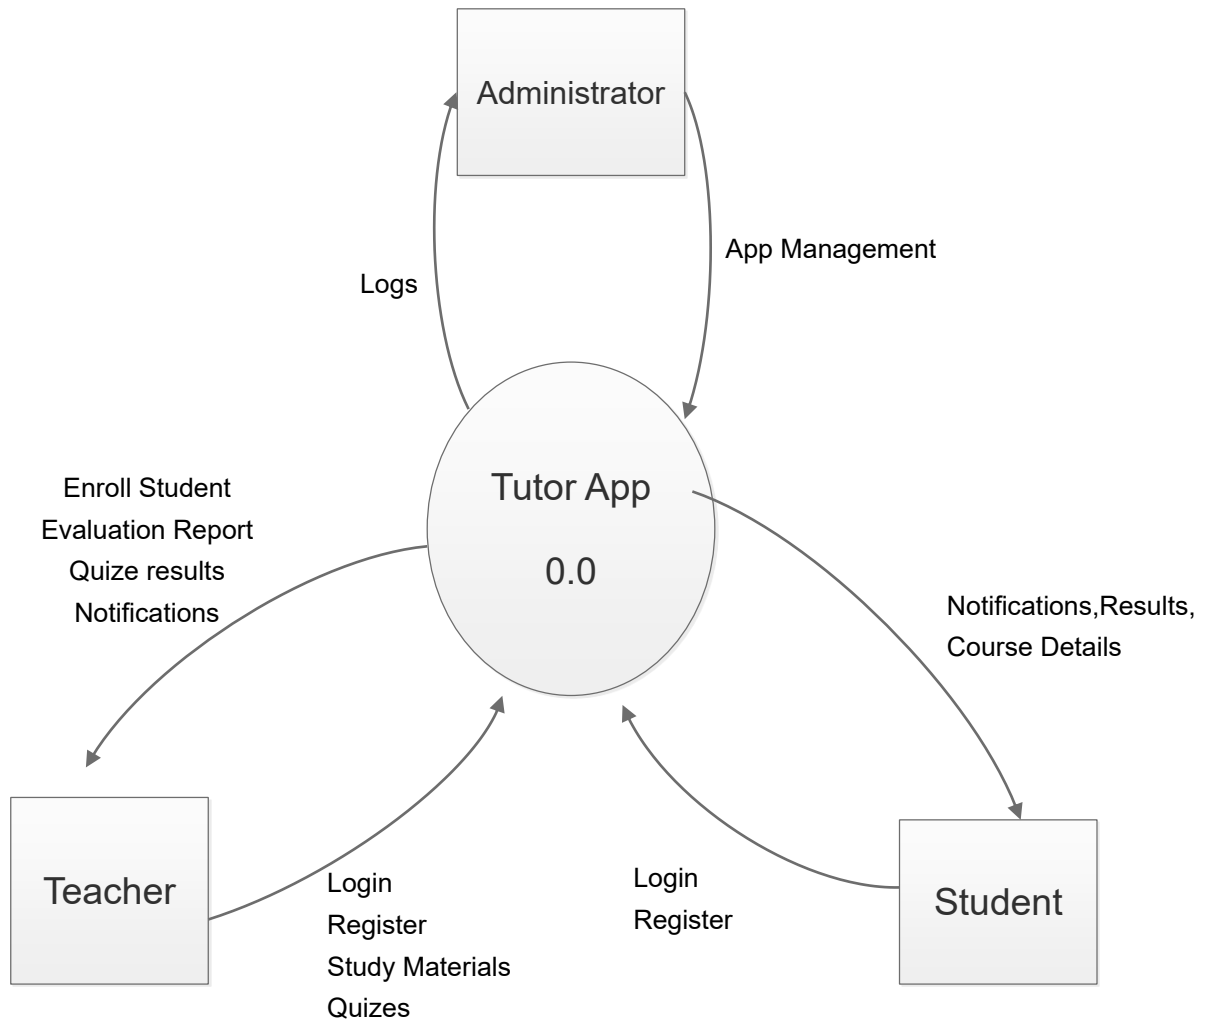 Administrator
App Management
Logs
Tutor App
0.0
Enroll Student
Evaluation Report
Quize results
Notifications
Notifications,Results,
Course Details
Teacher
Login
Register
Study Materials
Quizes
Login
Register
Student